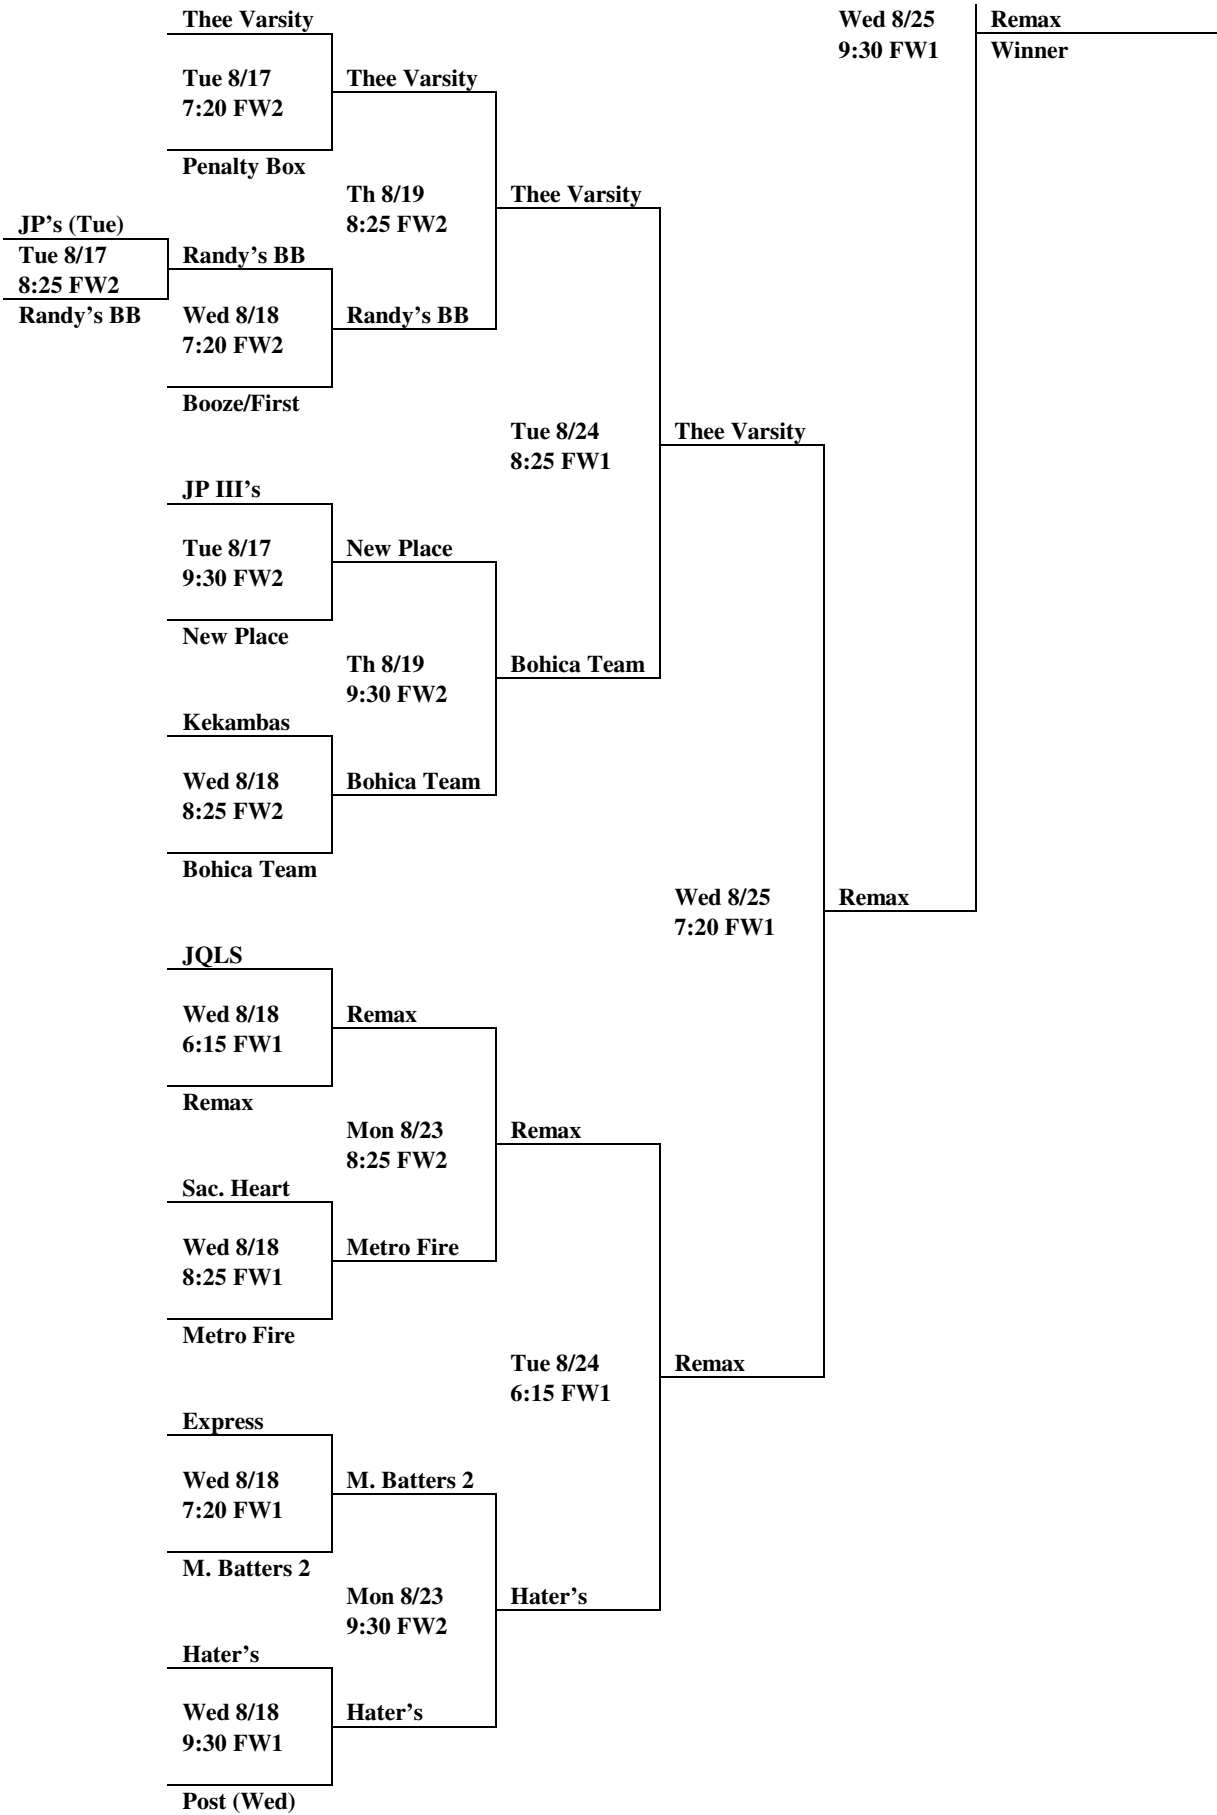 Thee Varsity
Wed 8/25
Remax
9:30 FW1
Winner
Tue 8/17
Thee Varsity
7:20 FW2
Penalty Box
Th 8/19
Thee Varsity
8:25 FW2
JP's (Tue)
Tue 8/17
Randy’s BB
8:25 FW2
Randy’s BB
Wed 8/18
Randy’s BB
7:20 FW2
Booze/First
Tue 8/24
Thee Varsity
8:25 FW1
JP III’s
Tue 8/17
New Place
9:30 FW2
New Place
Th 8/19
Bohica Team
9:30 FW2
Kekambas
Wed 8/18
Bohica Team
8:25 FW2
Bohica Team
Wed 8/25
Remax
7:20 FW1
JQLS
Wed 8/18
Remax
6:15 FW1
Remax
Mon 8/23
Remax
8:25 FW2
Sac. Heart
Wed 8/18
Metro Fire
8:25 FW1
Metro Fire
Tue 8/24
Remax
6:15 FW1
Express
Wed 8/18
M. Batters 2
7:20 FW1
M. Batters 2
Mon 8/23
Hater’s
9:30 FW2
Hater’s
Wed 8/18
Hater’s
9:30 FW1
Post (Wed)